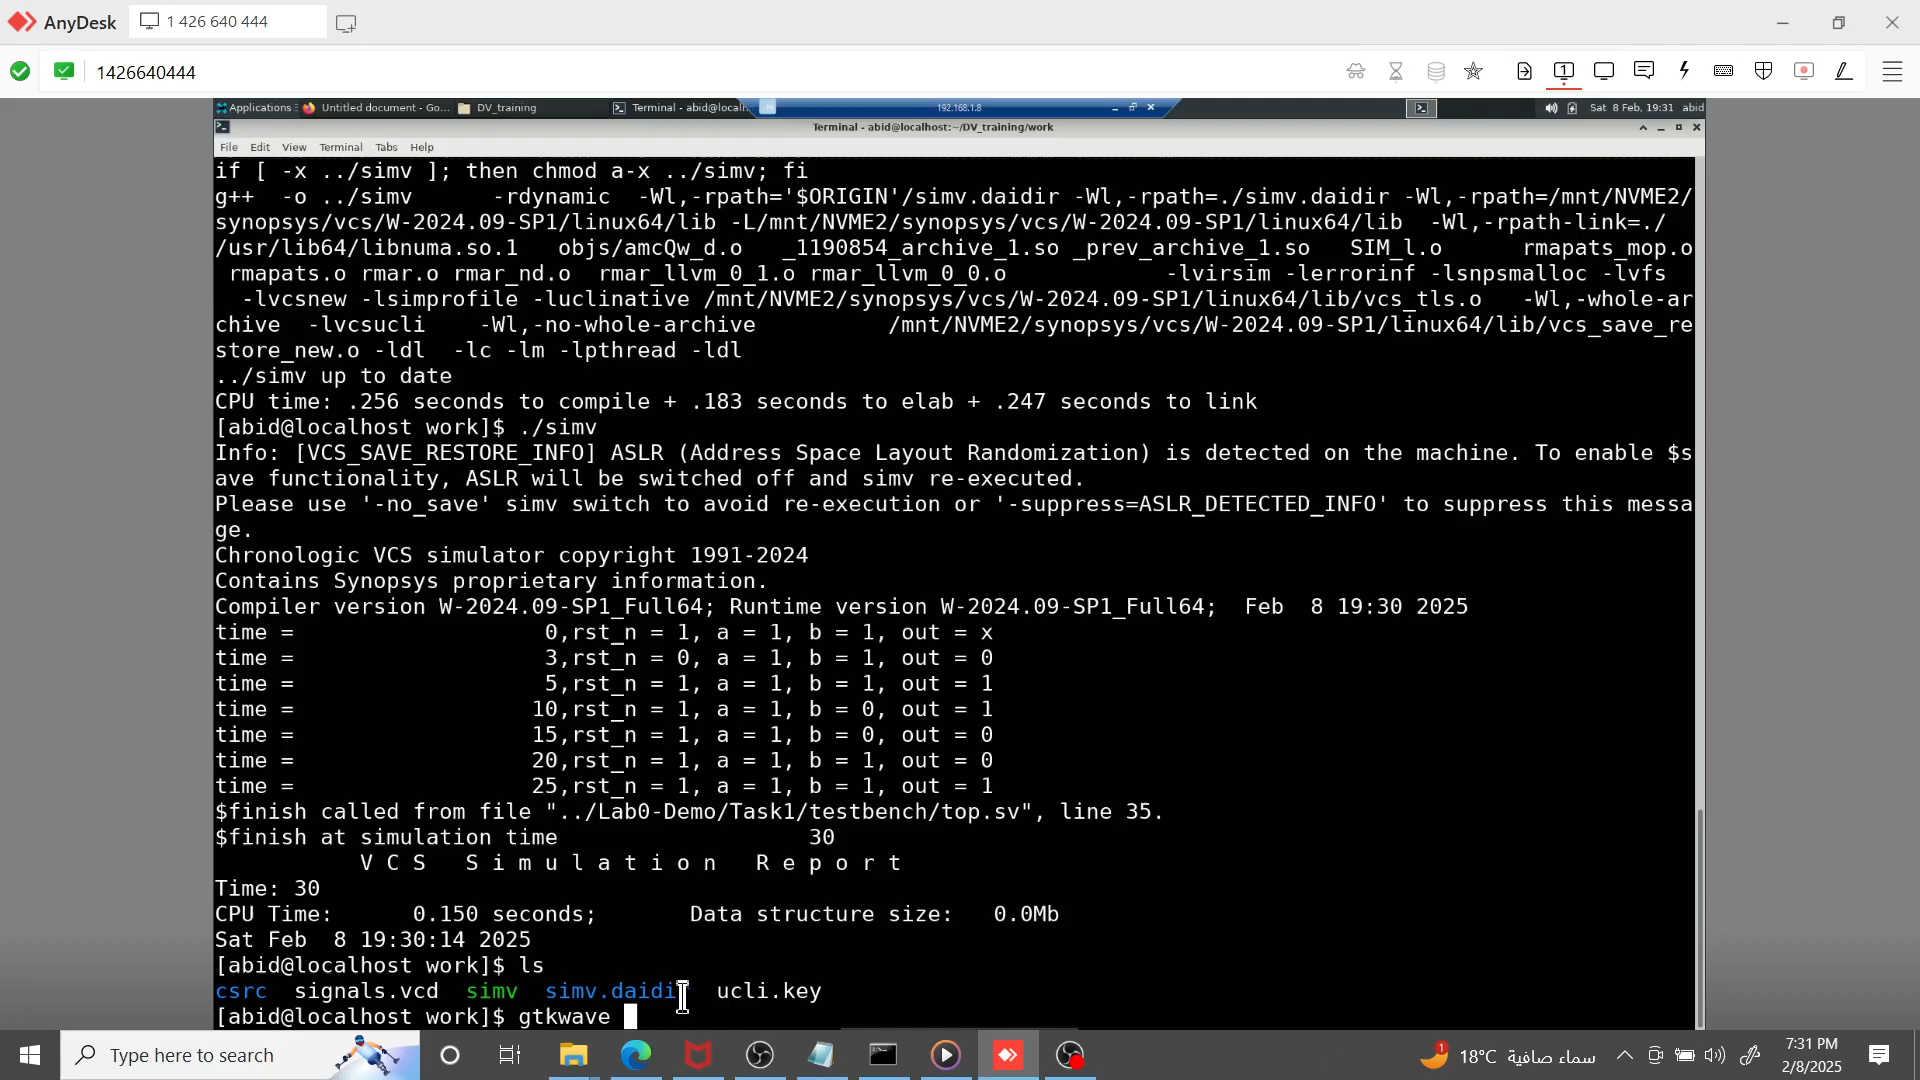 AnyDesk
1 426 640 444
1426640444
Applications
Untitled document - Go...
DV_training
Terminal - abid@localh
192.168.1.8
Sat 8 Feb, 19:31 abid
Terminal - abid@localhost:~/DV_training/work
File Edit View Terminal Tabs Help
if [ -x ../simv ]; then chmod a-x ../simv; fi
g++ -o ../simv -rdynamic -Wl,-rpath='$ORIGIN'/simv.daidir -Wl,-rpath=./simv.daidir -Wl,-rpath=/mnt/NVME2/
synopsys/vcs/W-2024.09-SP1/linux64/lib -L/mnt/NVME2/synopsys/vcs/W-2024.09-SP1/linux64/lib -Wl,-rpath-link=./
/usr/lib64/libnuma.so.1 objs/amcQw_d.o _1190854_archive_1.so _prev_archive_1.so SIM_l.o rmapats_mop.o
rmapats.o rmar.o rmar_nd.o rmar_llvm_0_1.o rmar_llvm_0_0.o -lvirsim -lerrorinf -lsnpsmalloc -lvfs
-lvcsnew -lsimprofile -luclinative /mnt/NVME2/synopsys/vcs/W-2024.09-SP1/linux64/lib/vcs_tls.o -Wl,-whole-ar
chive -lvcsucli -Wl,-no-whole-archive /mnt/NVME2/synopsys/vcs/W-2024.09-SP1/linux64/lib/vcs_save_re
store_new.o -ldl -lc -lm -lpthread -ldl
../simv up to date
CPU time: .256 seconds to compile + .183 seconds to elab + .247 seconds to link
[abid@localhost work]$ ./simv
Info: [VCS_SAVE_RESTORE_INFO] ASLR (Address Space Layout Randomization) is detected on the machine. To enable $s
ave functionality, ASLR will be switched off and simv re-executed.
Please use '-no_save' simv switch to avoid re-execution or '-suppress=ASLR_DETECTED_INFO' to suppress this messa
ge.
Chronologic VCS simulator copyright 1991-2024
Contains Synopsys proprietary information.
Compiler version W-2024.09-SP1_Full64; Runtime version W-2024.09-SP1_Full64; Feb 8 19:30 2025
time = 0,rst_n = 1, a = 1, b = 1, out = x
time = 3,rst_n = 0, a = 1, b = 1, out = 0
time = 5,rst_n = 1, a = 1, b = 1, out = 1
time = 10,rst_n = 1, a = 1, b = 0, out = 1
time = 15,rst_n = 1, a = 1, b = 0, out = 0
time = 20,rst_n = 1, a = 1, b = 1, out = 0
time = 25,rst_n = 1, a = 1, b = 1, out = 1
$finish called from file "../Lab0-Demo/Task1/testbench/top.sv", line 35.
$finish at simulation time 30
V C S S i m u l a t i o n R e p o r t
Time: 30
CPU Time: 0.150 seconds; Data structure size: 0.0Mb
Sat Feb 8 19:30:14 2025
[abid@localhost work]$ ls
csrc signals.vcd simv simv.daidi ucli.key
[abid@localhost work]$ gtkwave
Type here to search
1
18°C سماء صافية
7:31 PM
2/8/2025